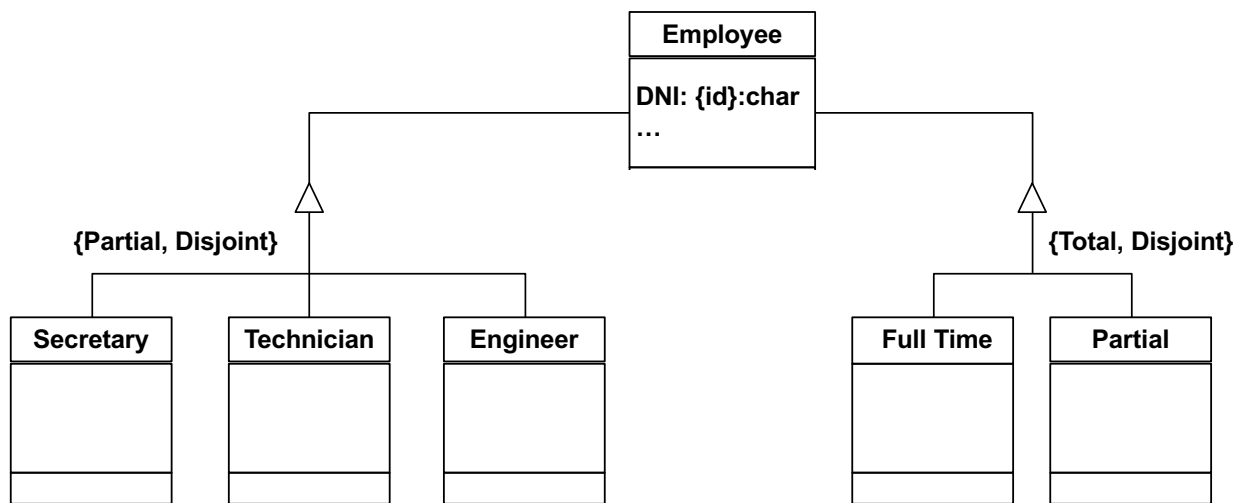 Employee
DNI: {id}:char
…
{Partial, Disjoint}
{Total, Disjoint}
Secretary
Technician
Engineer
Full Time
Partial